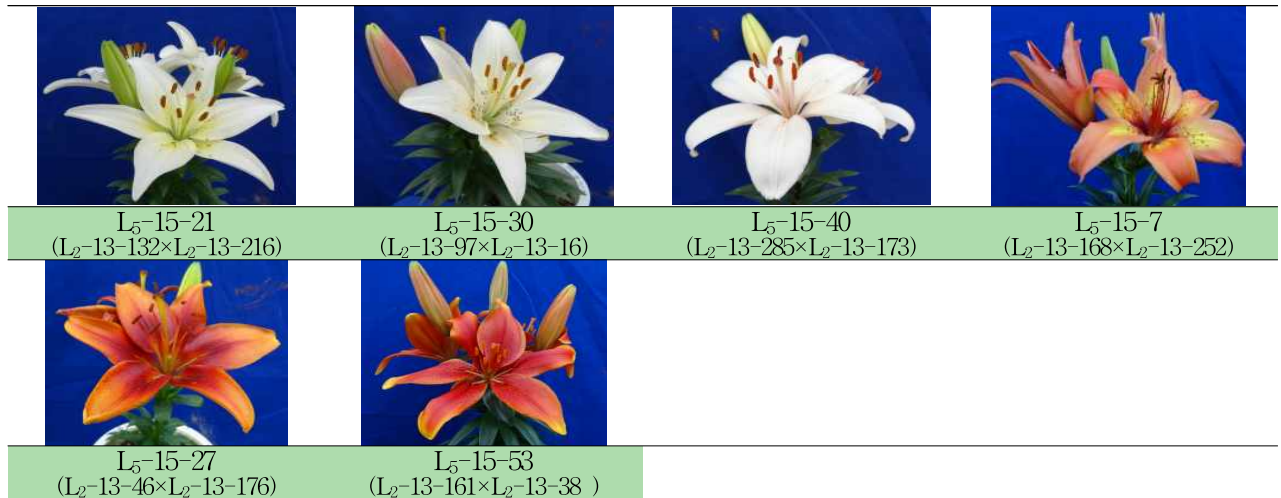 L₅-15-21
(L₂-13-132×L₂-13-216)
L₅-15-30
(L₂-13-97×L₂-13-16)
L₅-15-40
(L₂-13-285×L₂-13-173)
L₅-15-7
(L₂-13-168×L₂-13-252)
L₅-15-27
(L₂-13-46×L₂-13-176)
L₅-15-53
(L₂-13-161×L₂-13-38 )